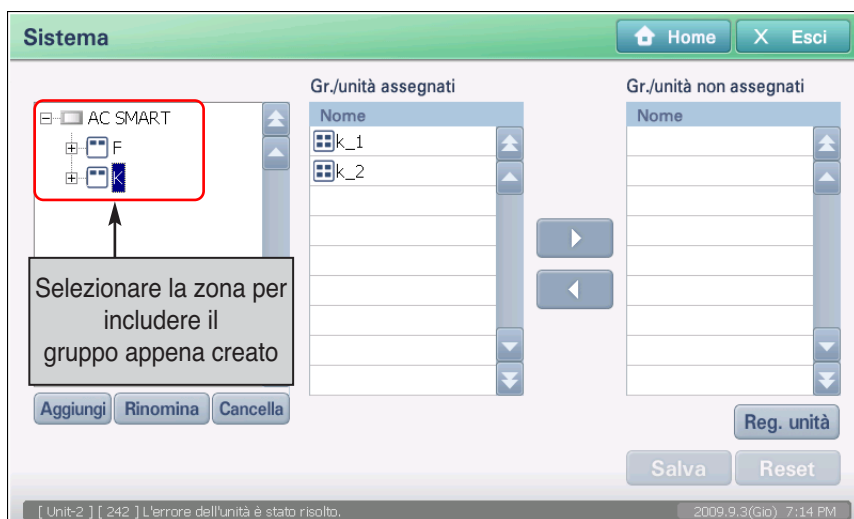 Sistema
Home
X Esci
Gr./unità assegnati
Gr./unità non assegnati
AC SMART
F
K
Nome
k_1
k_2
Nome
Selezionare la zona per
includere il
gruppo appena creato
Aggiungi
Rinomina
Cancella
Reg. unità
Salva
Reset
[ Unit-2 ] [ 242 ] L'errore dell'unità è stato risolto.
2009.9.3(Gio) 7:14 PM